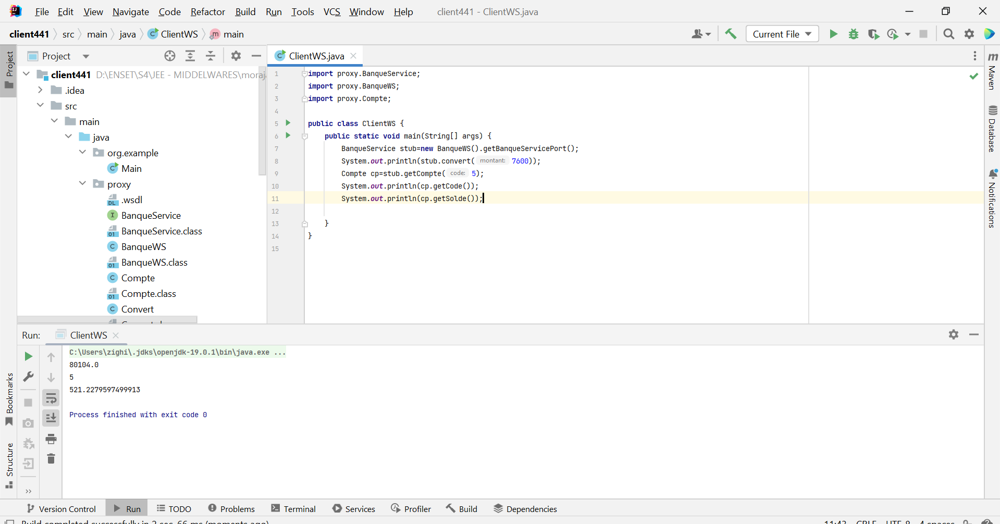 File Edit View Navigate Code Refactor Build Run Tools VCS Window Help client441 - ClientWS.java
client441 src main java ClientWS main Current File
Project
ClientWS.java
Project
Maven
Database
Notifications
client441 D:\ENSET\S4\JEE - MIDDELWARES\moraj
.idea
src
main
java
org.example
Main
proxy
.wsdl
BanqueService
BanqueService.class
BanqueWS
BanqueWS.class
Compte
Compte.class
Convert
1 import proxy.BanqueService;
2 import proxy.BanqueWS;
3 import proxy.Compte;
4
5 public class ClientWS {
6 public static void main(String[] args) {
7 BanqueService stub=new BanqueWS().getBanqueServicePort();
8 System.out.println(stub.convert( montant: 7600));
9 Compte cp=stub.getCompte( code: 5);
10 System.out.println(cp.getCode());
11 System.out.println(cp.getSolde());
12
13 }
14 }
15
Run: ClientWS
C:\Users\zighi\.jdks\openjdk-19.0.1\bin\java.exe ...
80104.0
5
521.2279597499913
Process finished with exit code 0
Bookmarks
Structure
Version Control Run TODO Problems Terminal Services Profiler Build Dependencies
Build completed successfully in 2 sec, 66 ms (moments ago) 11:43 CRLF UTF-8 4 spaces